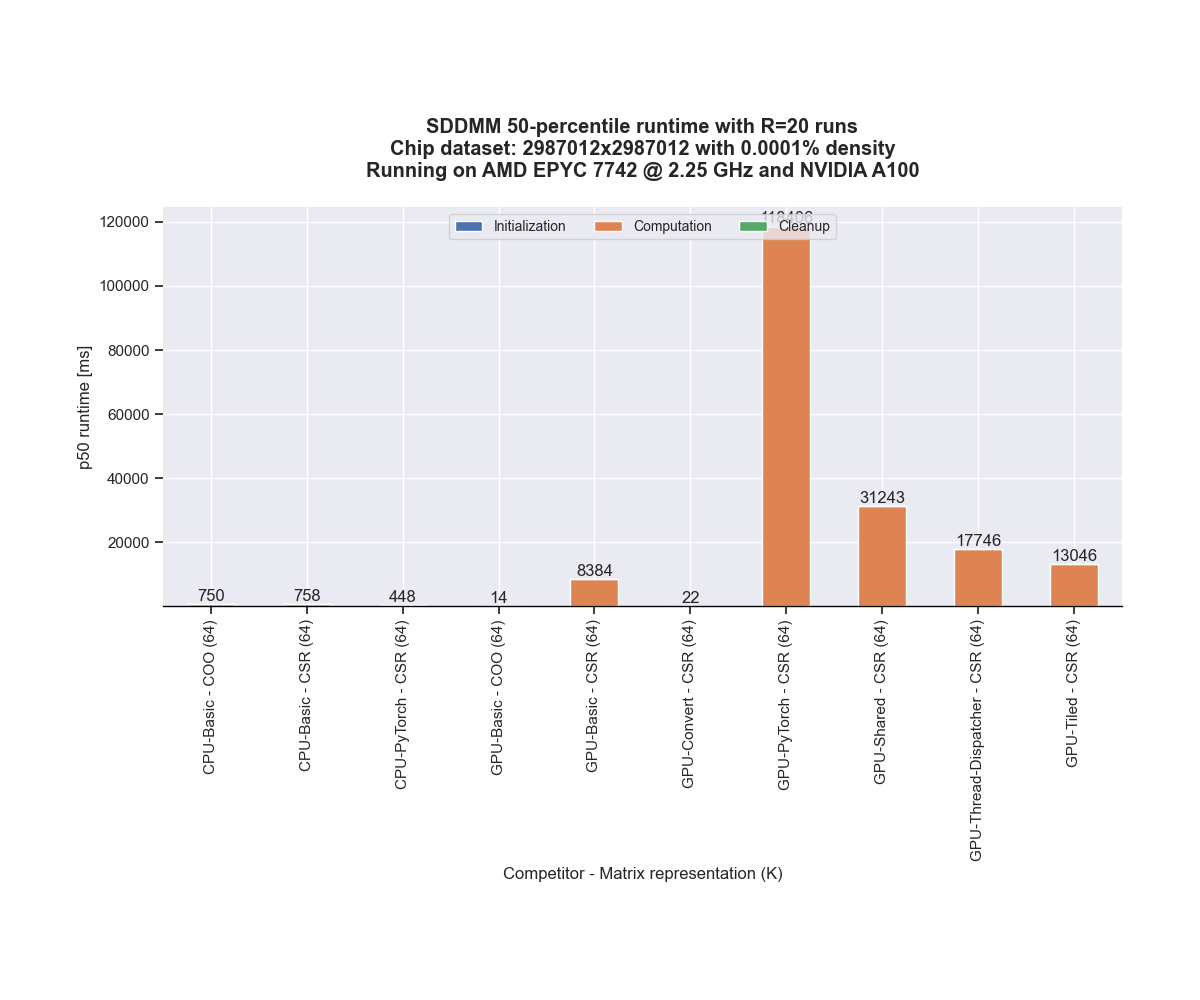 SDDMM 50-percentile runtime with R=20 runs
Chip dataset: 2987012x2987012 with 0.0001% density
Running on AMD EPYC 7742 @ 2.25 GHz and NVIDIA A100
Initialization
Computation
Cleanup
p50 runtime [ms]
120000
100000
80000
60000
40000
20000
750
758
448
14
8384
22
31243
17746
13046
CPU-Basic - COO (64)
CPU-Basic - CSR (64)
CPU-PyTorch - CSR (64)
GPU-Basic - COO (64)
GPU-Basic - CSR (64)
GPU-Convert - CSR (64)
GPU-PyTorch - CSR (64)
GPU-Shared - CSR (64)
GPU-Thread-Dispatcher - CSR (64)
GPU-Tiled - CSR (64)
Competitor - Matrix representation (K)